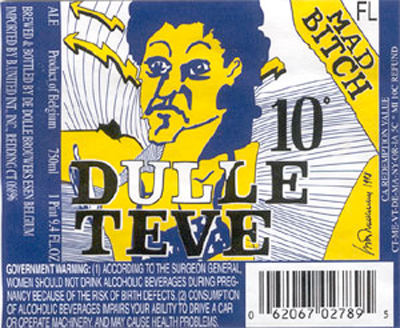 FL
MAD
BITCH
10°
DULLE
TEVE
ALE Product of Belgium 750ml 1 Pint 9.4 FL. OZ
BREWED & BOTTLED BY DE DOLLE BROUWERS ESEN BELGIUM.
IMPORTED BY B.UNITED INT. INC. REDDING-CT 06896
CA REDEMPTION VALUE
CT-ME-VT-DE-MA-NY-OR-IA 5C * MI 10C REFUND
1998
GOVERNMENT WARNING: (1) ACCORDING TO THE SURGEON GENERAL,
WOMEN SHOULD NOT DRINK ALCOHOLIC BEVERAGES DURING PREG-
NANCY BECAUSE OF THE RISK OF BIRTH DEFECTS. (2) CONSUMPTION
OF ALCOHOLIC BEVERAGES IMPAIRS YOUR ABILITY TO DRIVE A CAR
OR OPERATE MACHINERY, AND MAY CAUSE HEALTH PROBLEMS.
0 62067 02789 5